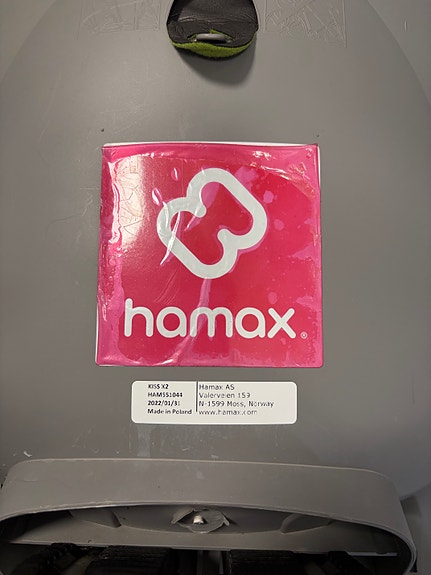 hamax®
KISS X2
HAM551044
2022/01/31
Made in Poland
Hamax AS
Valerveien 159
N-1599 Moss, Norway
www.hamax.com